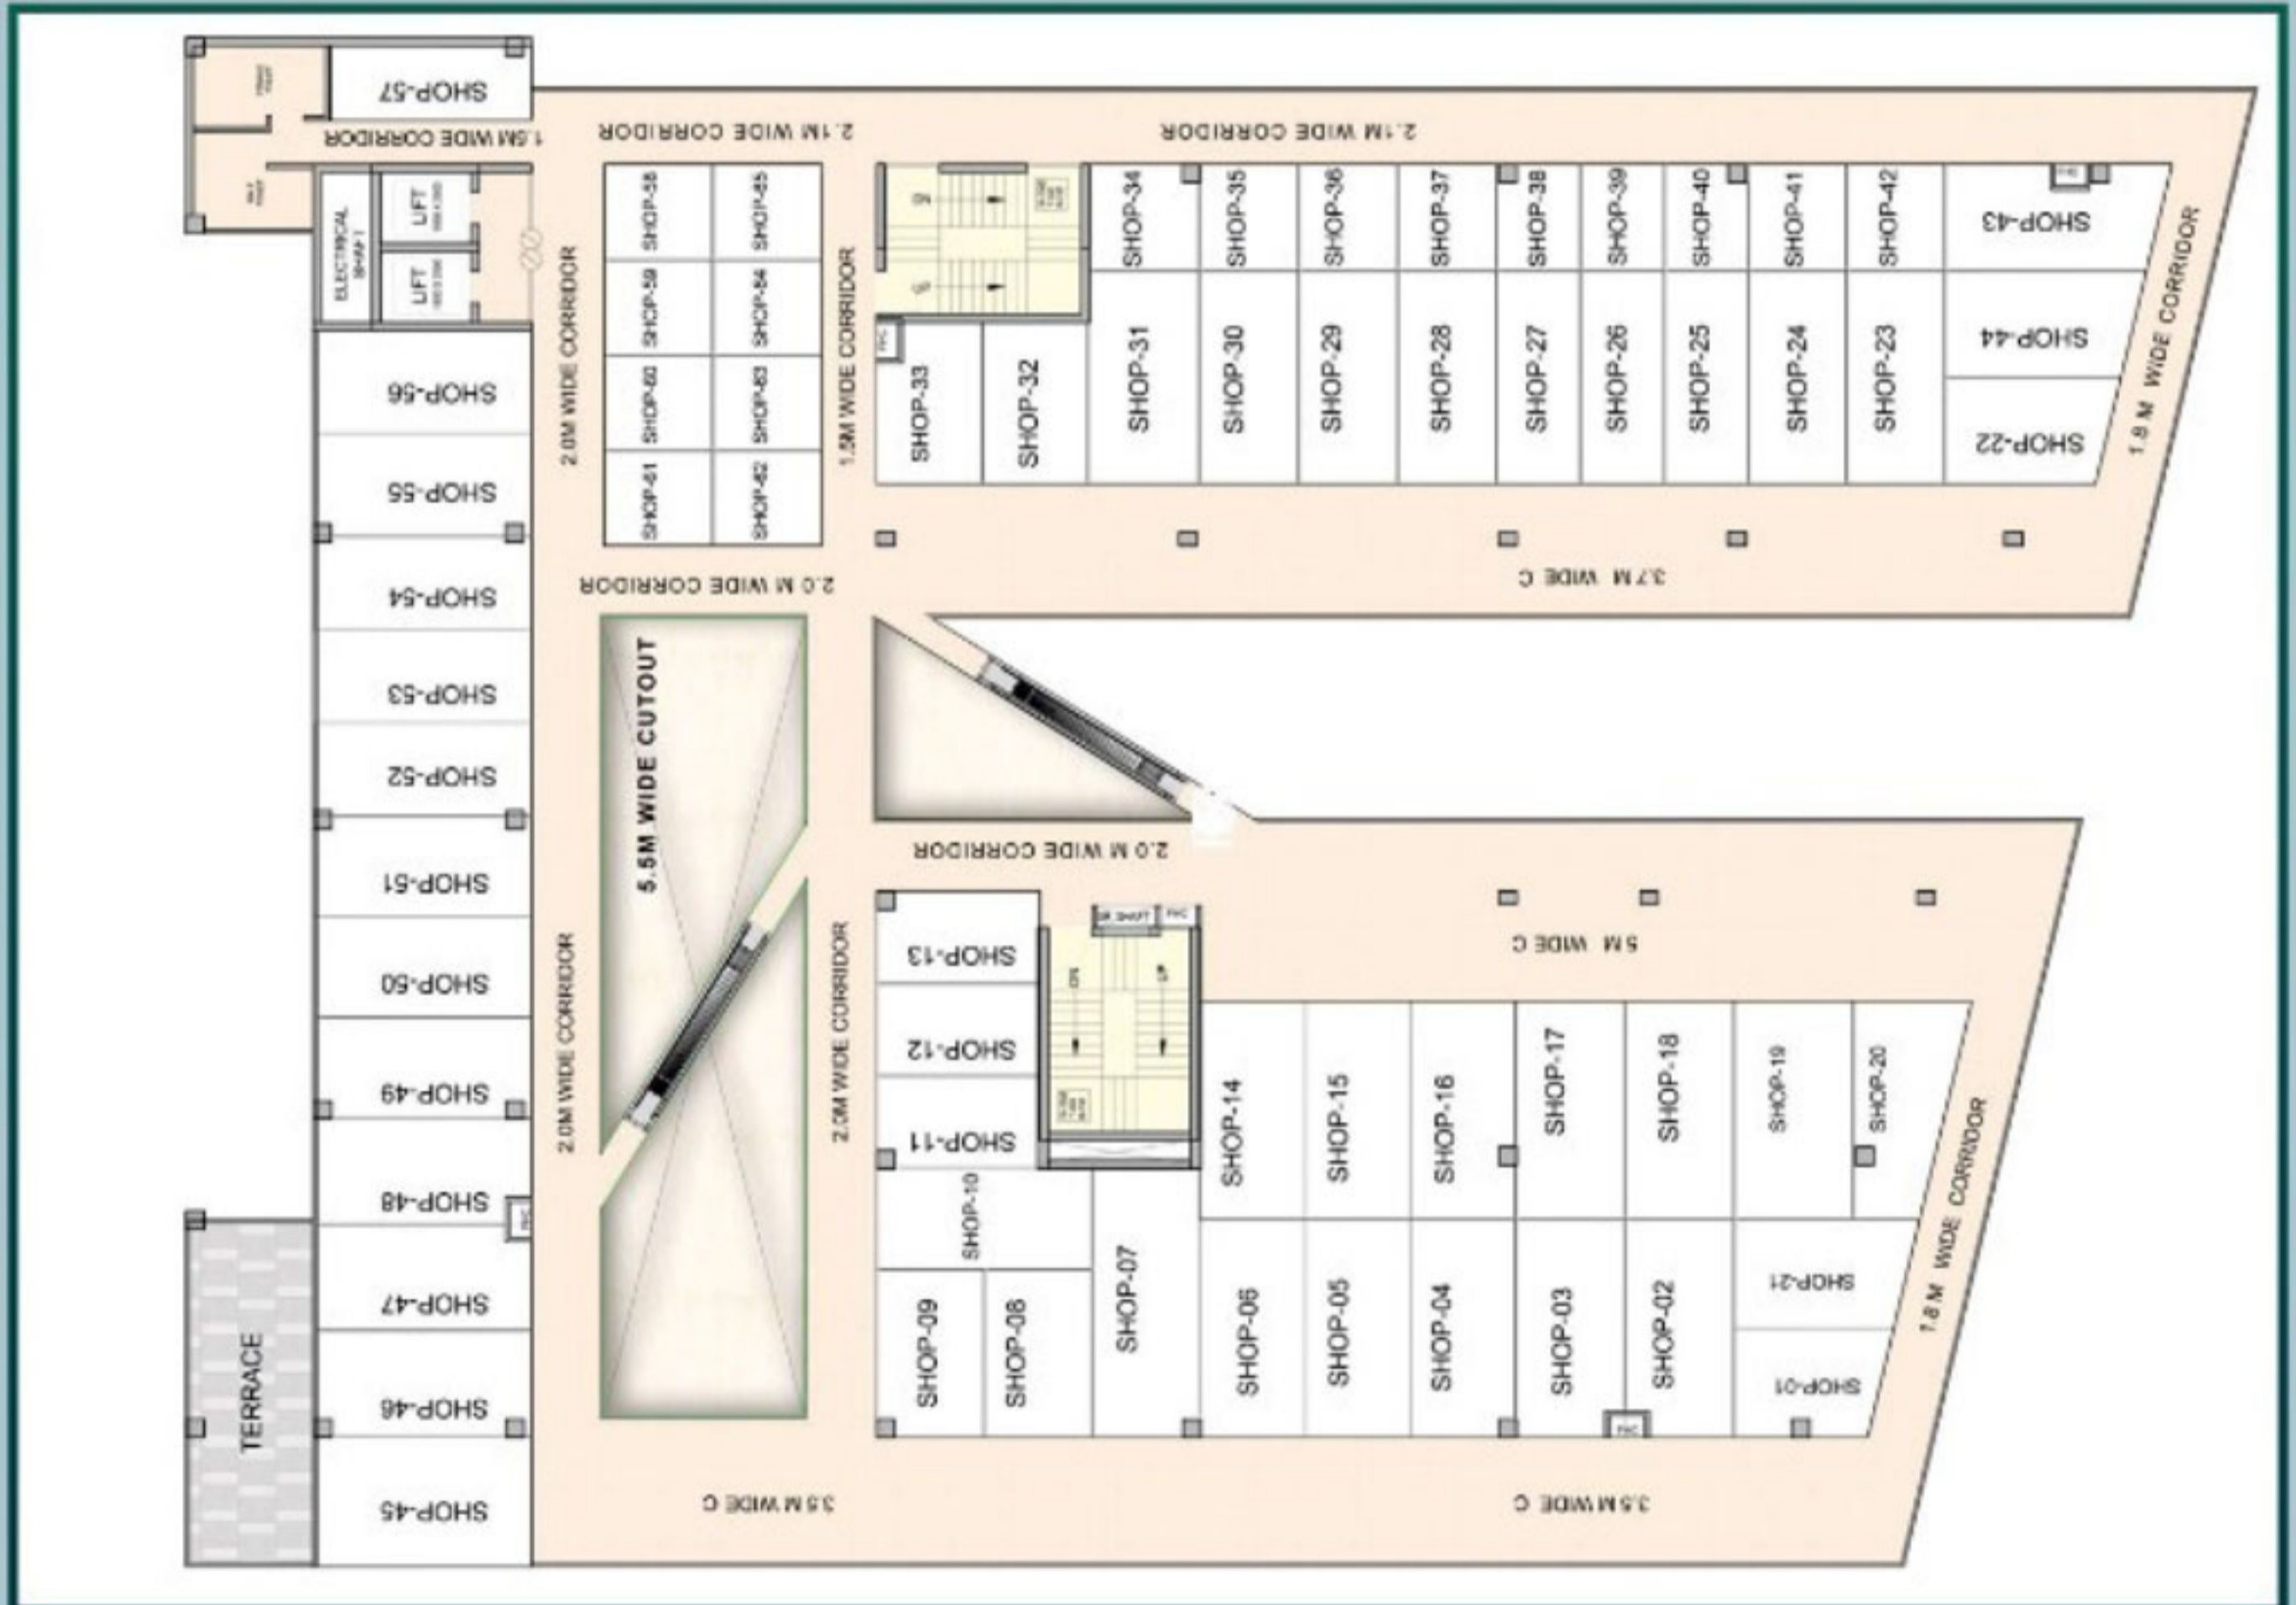 SHOP-57
1.5M WIDE CORRIDOR
2.1M WIDE CORRIDOR
2.1M WIDE CORRIDOR
ELECTRICAL
SHAFT
LIFT
LIFT
2.0M WIDE CORRIDOR
SHOP-58
SHOP-65
SHOP-59
SHOP-64
SHOP-60
SHOP-63
SHOP-61
SHOP-62
1.5M WIDE CORRIDOR
SHOP-34
SHOP-35
SHOP-36
SHOP-37
SHOP-38
SHOP-39
SHOP-40
SHOP-41
SHOP-42
SHOP-43
FHC
SHOP-33
SHOP-32
SHOP-31
SHOP-30
SHOP-29
SHOP-28
SHOP-27
SHOP-26
SHOP-25
SHOP-24
SHOP-23
SHOP-44
SHOP-22
1.8 M WIDE CORRIDOR
SHOP-56
SHOP-55
SHOP-54
SHOP-53
SHOP-52
SHOP-51
SHOP-50
SHOP-49
SHOP-48
FHC
SHOP-47
SHOP-46
SHOP-45
TERRACE
2.0 M WIDE CORRIDOR
3.7 M WIDE C
5.5M WIDE CUTOUT
2.0 M WIDE CORRIDOR
2.0M WIDE CORRIDOR
2.0M WIDE CORRIDOR
SHOP-13
SHOP-12
SHOP-11
SHAFT
FHC
DN
UP
5 M WIDE C
SHOP-14
SHOP-15
SHOP-16
SHOP-17
SHOP-18
SHOP-19
SHOP-20
SHOP-10
SHOP-09
SHOP-08
SHOP-07
SHOP-06
SHOP-05
SHOP-04
SHOP-03
SHOP-02
SHOP-21
SHOP-01
FHC
1.8 M WIDE CORRIDOR
3.5 M WIDE C
3.5 M WIDE C